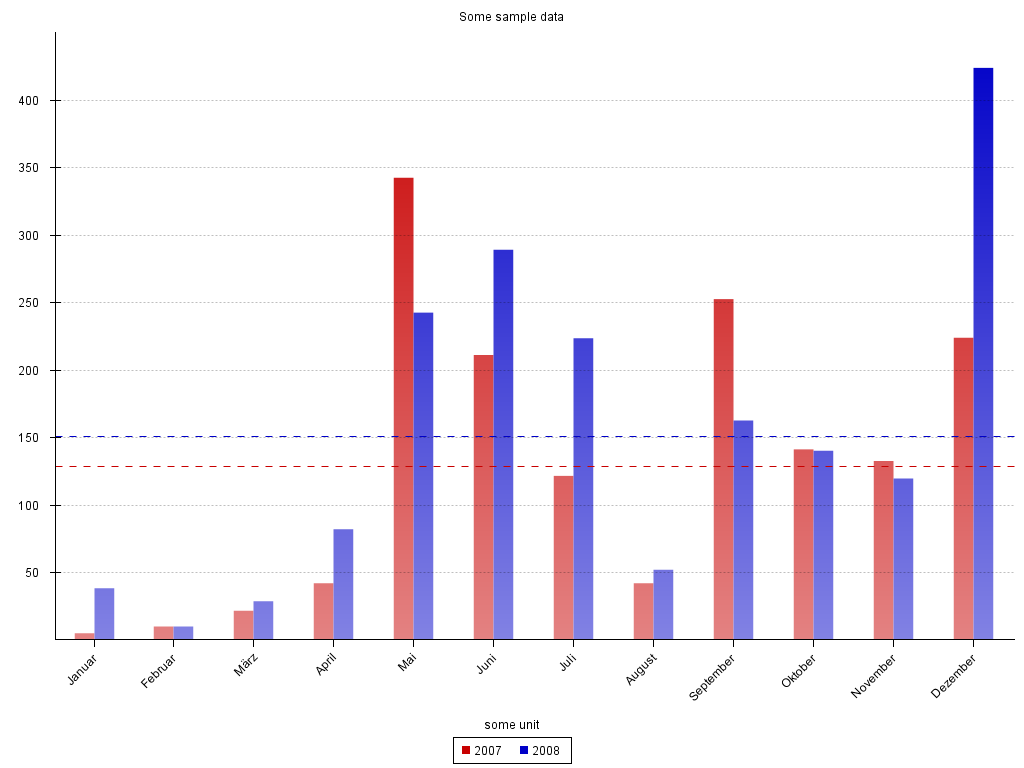 Some sample data
400
350
300
250
200
150
100
50
Januar
Februar
März
April
Mai
Juni
Juli
August
September
Oktober
November
Dezember
some unit
2007 2008